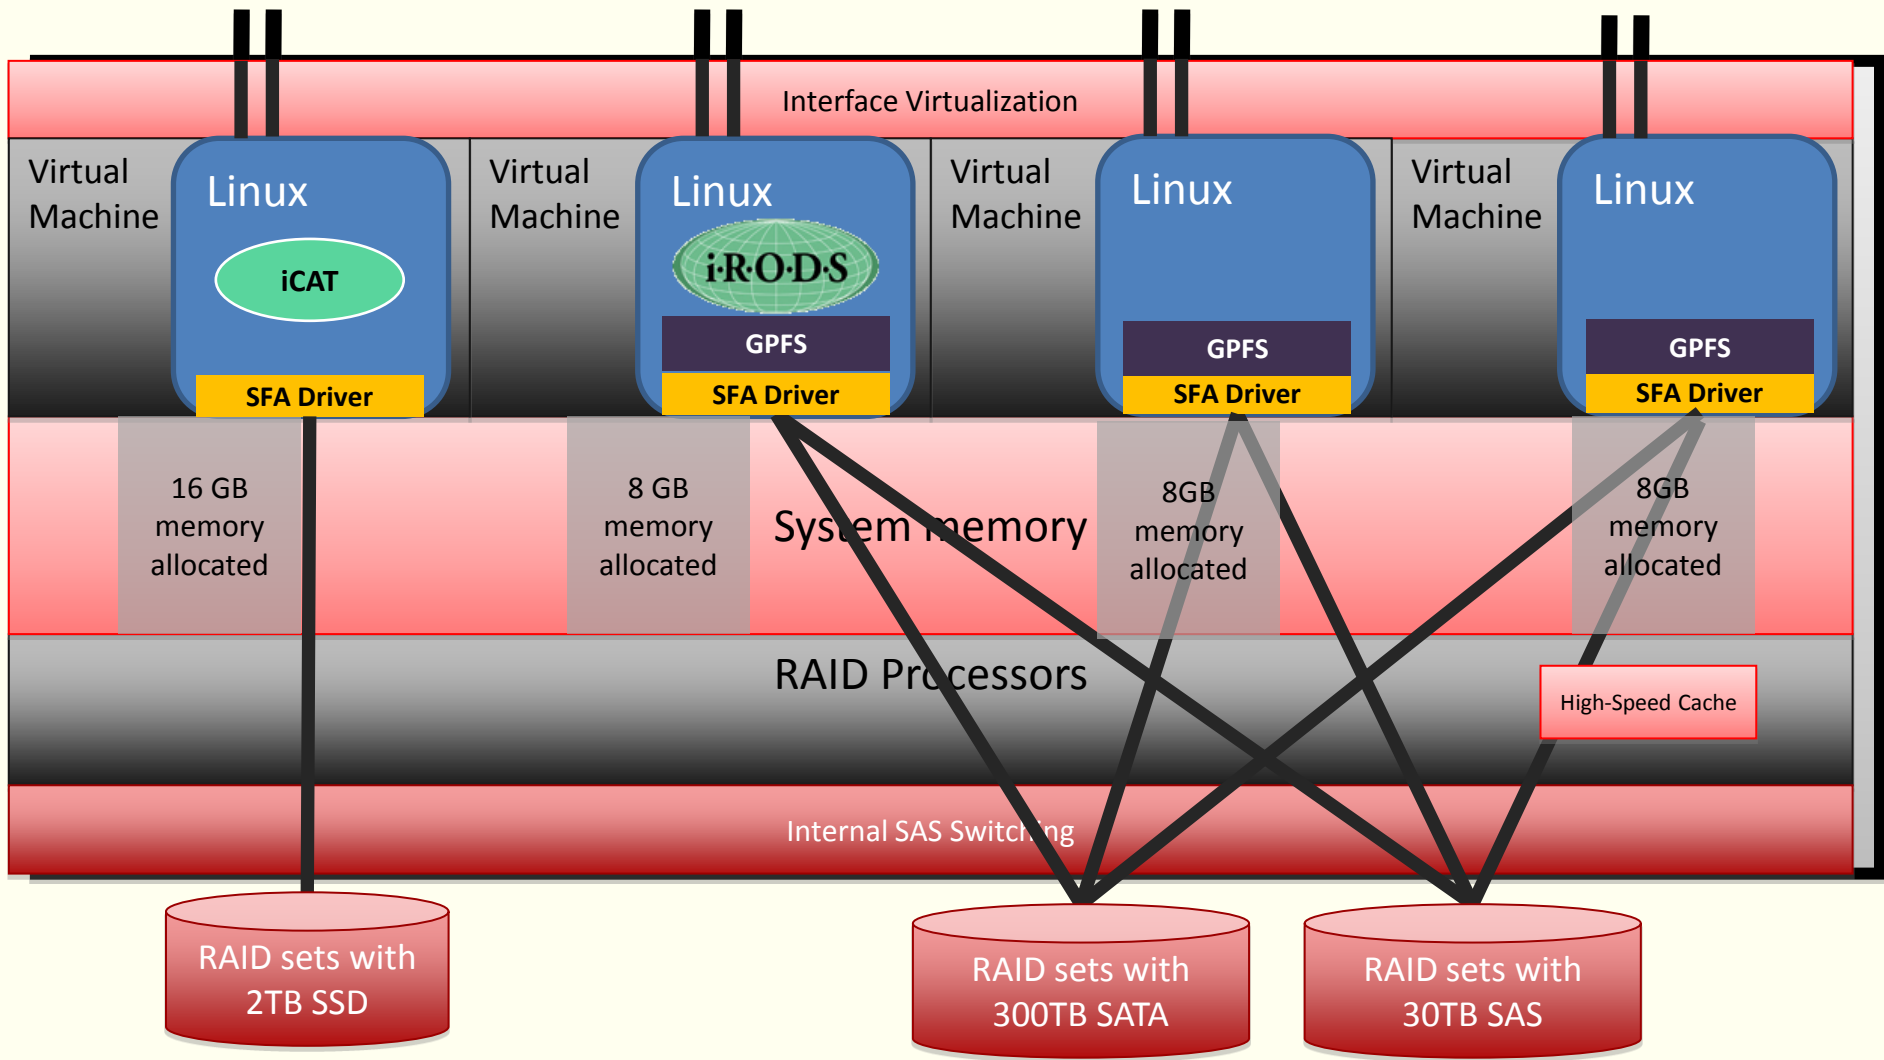 Interface Virtualization
Virtual
Machine
Linux
iCAT
SFA Driver
Virtual
Machine
Linux
i·R·O·D·S
GPFS
SFA Driver
Virtual
Machine
Linux
GPFS
SFA Driver
Virtual
Machine
Linux
GPFS
SFA Driver
16 GB
memory
allocated
8 GB
memory
allocated
System memory
8GB
memory
allocated
8GB
memory
allocated
RAID Processors
High-Speed Cache
Internal SAS Switching
RAID sets with
2TB SSD
RAID sets with
300TB SATA
RAID sets with
30TB SAS